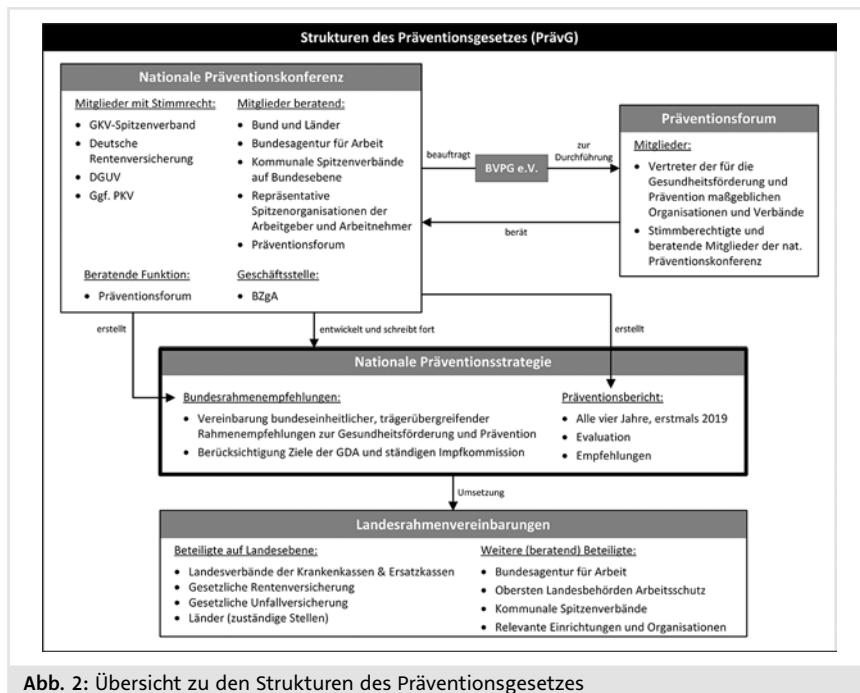 Strukturen des Präventionsgesetzes (PrävG)
Nationale Präventionskonferenz
Mitglieder mit Stimmrecht:
• GKV-Spitzenverband
• Deutsche
Rentenversicherung
• DGUV
• Ggf. PKV
Mitglieder beratend:
• Bund und Länder
• Bundesagentur für Arbeit
• Kommunale Spitzenverbände
auf Bundesebene
• Repräsentative
Spitzenorganisationen der
Arbeitgeber und Arbeitnehmer
• Präventionsforum
Beratende Funktion:
• Präventionsforum
Geschäftsstelle:
• BZgA
beauftragt
BVPG e.V.
zur
Durchführung
berät
Präventionsforum
Mitglieder:
• Vertreter der für die
Gesundheitsförderung und
Prävention maßgeblichen
Organisationen und Verbände
• Stimmberechtigte und
beratende Mitglieder der nat.
Präventionskonferenz
erstellt
entwickelt und schreibt fort
erstellt
Nationale Präventionsstrategie
Bundesrahmenempfehlungen:
• Vereinbarung bundeseinheitlicher, trägerübergreifender
Rahmenempfehlungen zur Gesundheitsförderung und Prävention
• Berücksichtigung Ziele der GDA und ständigen Impfkommission
Präventionsbericht:
• Alle vier Jahre, erstmals 2019
• Evaluation
• Empfehlungen
Umsetzung
Landesrahmenvereinbarungen
Beteiligte auf Landesebene:
• Landesverbände der Krankenkassen & Ersatzkassen
• Gesetzliche Rentenversicherung
• Gesetzliche Unfallversicherung
• Länder (zuständige Stellen)
Weitere (beratend) Beteiligte:
• Bundesagentur für Arbeit
• Obersten Landesbehörden Arbeitsschutz
• Kommunale Spitzenverbände
• Relevante Einrichtungen und Organisationen
Abb. 2: Übersicht zu den Strukturen des Präventionsgesetzes